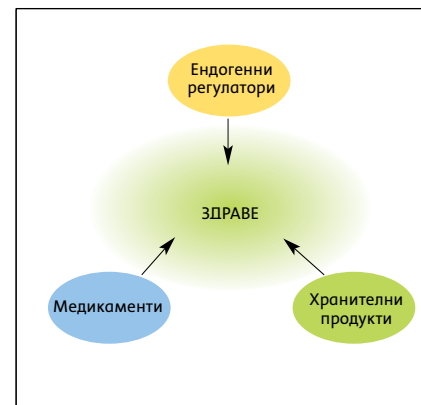 Ендогенни
регулатори
ЗДРАВЕ
Медикаменти
Хранителни
продукти